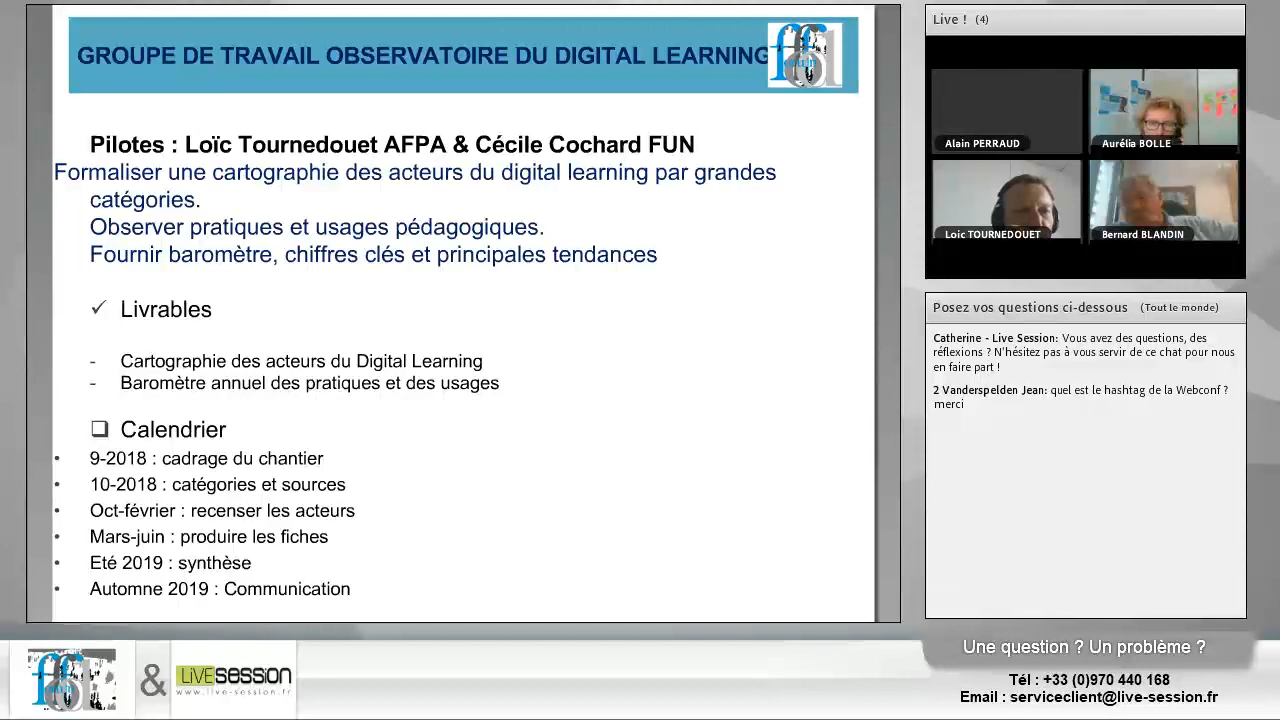 GROUPE DE TRAVAIL OBSERVATOIRE DU DIGITAL LEARNING
Pilotes : Loïc Tournedouet AFPA & Cécile Cochard FUN
Formaliser une cartographie des acteurs du digital learning par grandes
catégories.
Observer pratiques et usages pédagogiques.
Fournir baromètre, chiffres clés et principales tendances
Livrables
- Cartographie des acteurs du Digital Learning
- Baromètre annuel des pratiques et des usages
Calendrier
• 9-2018 : cadrage du chantier
• 10-2018 : catégories et sources
• Oct-février : recenser les acteurs
• Mars-juin : produire les fiches
• Eté 2019 : synthèse
• Automne 2019 : Communication
Live ! (4)
Alain PERRAUD
Aurélia BOLLE
Loïc TOURNEDOUET
Bernard BLANDIN
Posez vos questions ci-dessous (Tout le monde)
Catherine - Live Session: Vous avez des questions, des
réflexions ? N'hésitez pas à vous servir de ce chat pour nous
en faire part !
2 Vanderspelden Jean: quel est le hashtag de la Webconf ?
merci
&
LIVESESSION
www.live-session.fr
Une question ? Un problème ?
Tél : +33 (0)970 440 168
Email : serviceclient@live-session.fr